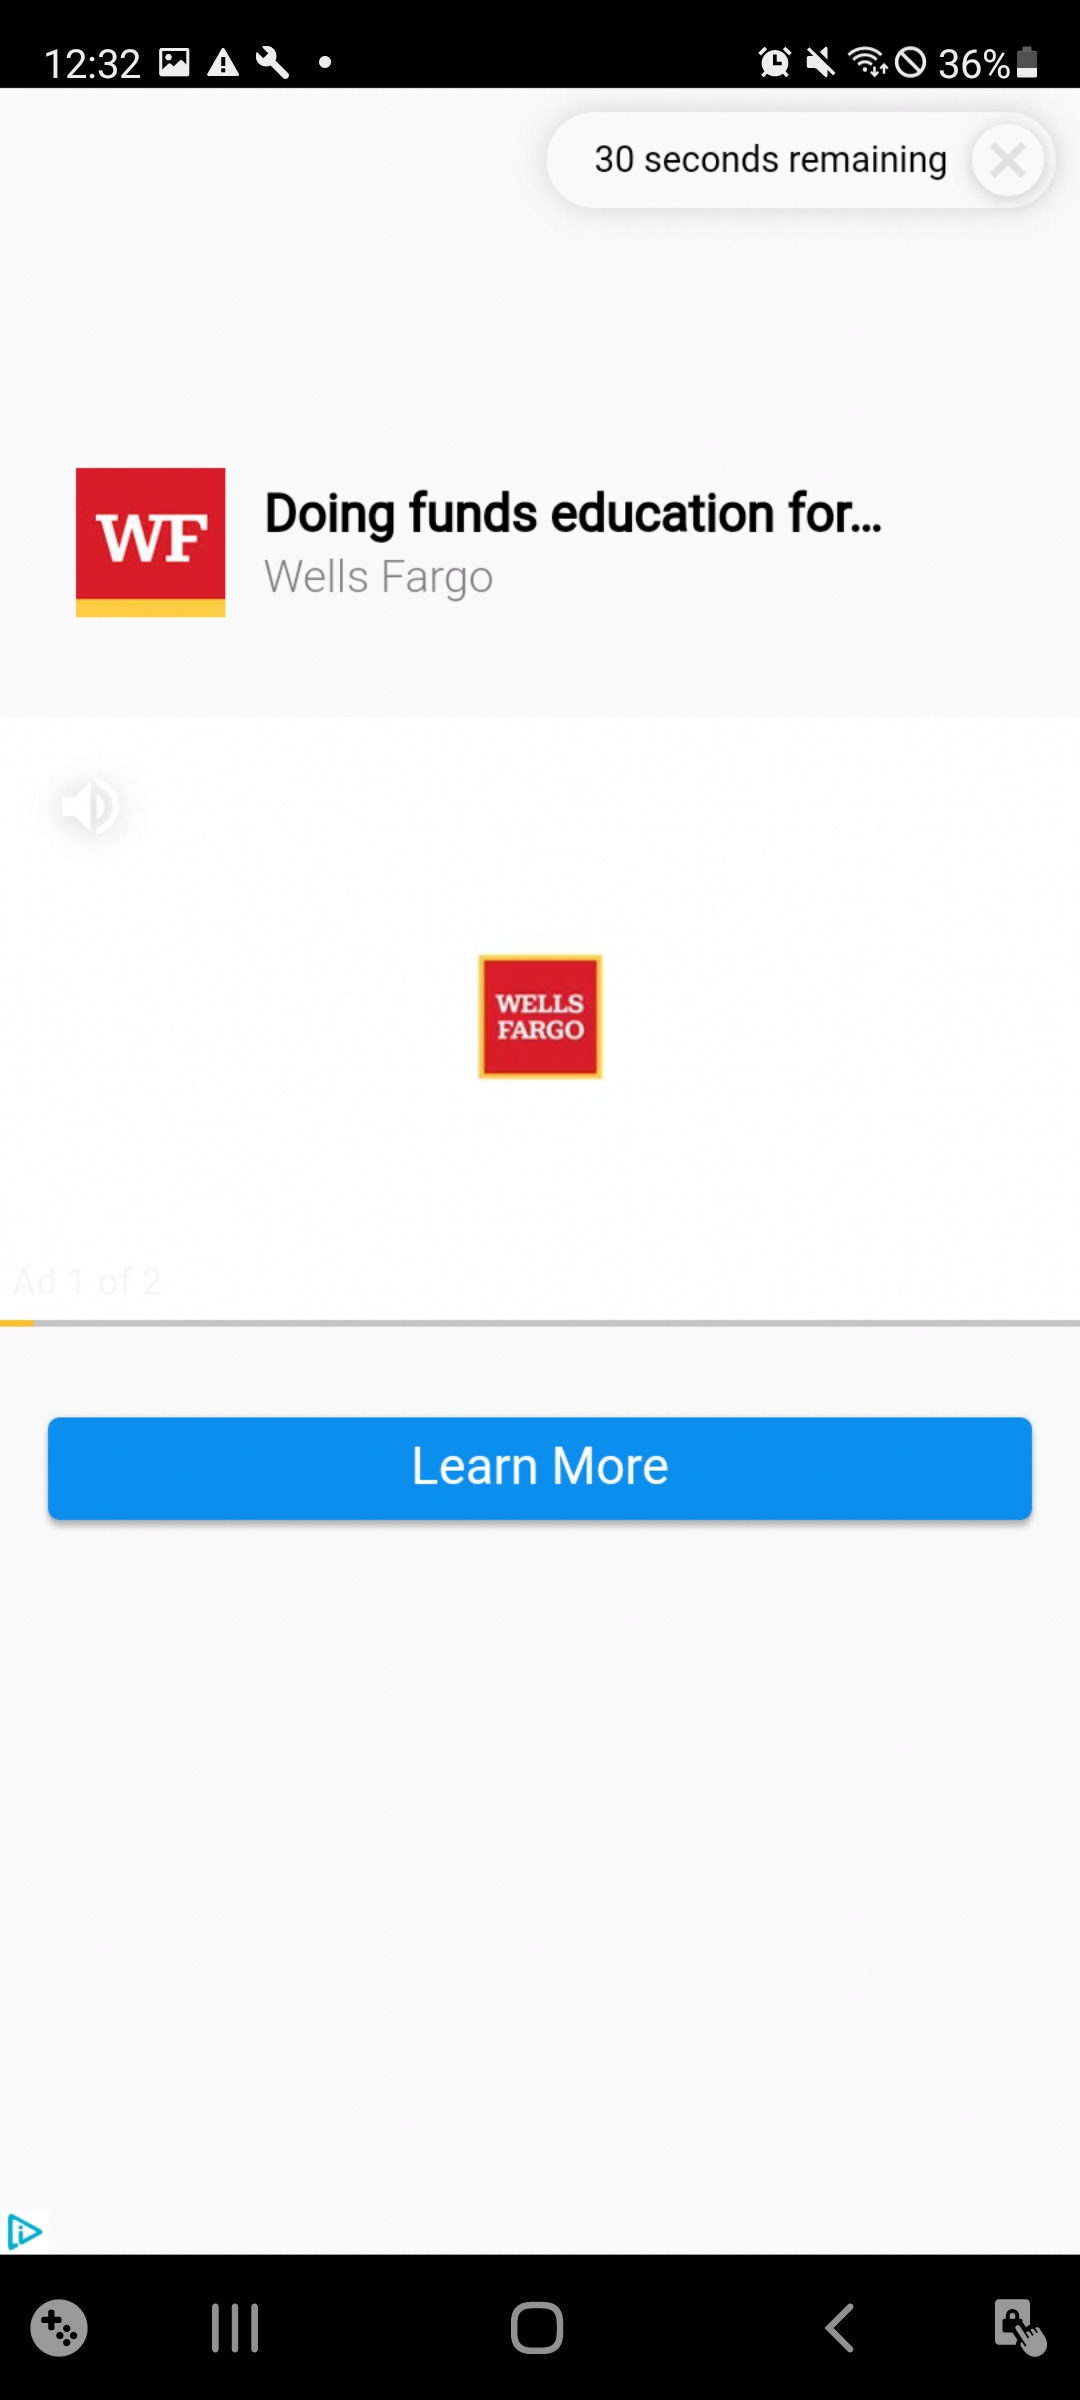 12:32
36%
30 seconds remaining
WF
Doing funds education for...
Wells Fargo
WELLS
FARGO
Ad 1 of 2
Learn More